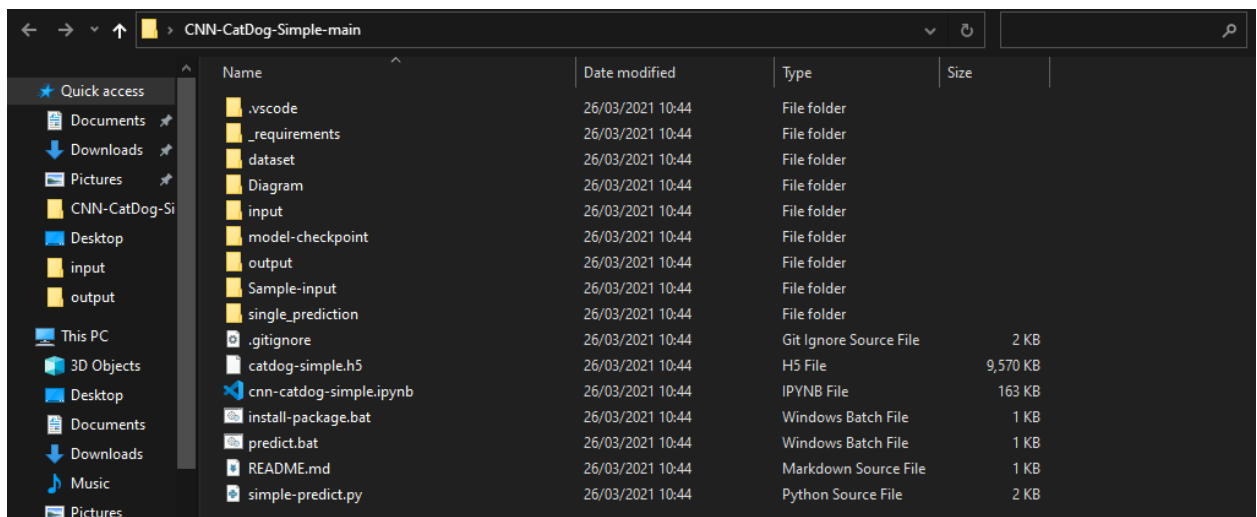 CNN-CatDog-Simple-main
Name Date modified Type Size
Quick access
Documents
Downloads
Pictures
CNN-CatDog-Si
Desktop
input
output
This PC
3D Objects
Desktop
Documents
Downloads
Music
Pictures
.vscode 26/03/2021 10:44 File folder
_requirements 26/03/2021 10:44 File folder
dataset 26/03/2021 10:44 File folder
Diagram 26/03/2021 10:44 File folder
input 26/03/2021 10:44 File folder
model-checkpoint 26/03/2021 10:44 File folder
output 26/03/2021 10:44 File folder
Sample-input 26/03/2021 10:44 File folder
single_prediction 26/03/2021 10:44 File folder
.gitignore 26/03/2021 10:44 Git Ignore Source File 2 KB
catdog-simple.h5 26/03/2021 10:44 H5 File 9,570 KB
cnn-catdog-simple.ipynb 26/03/2021 10:44 IPYNB File 163 KB
install-package.bat 26/03/2021 10:44 Windows Batch File 1 KB
predict.bat 26/03/2021 10:44 Windows Batch File 1 KB
README.md 26/03/2021 10:44 Markdown Source File 1 KB
simple-predict.py 26/03/2021 10:44 Python Source File 2 KB